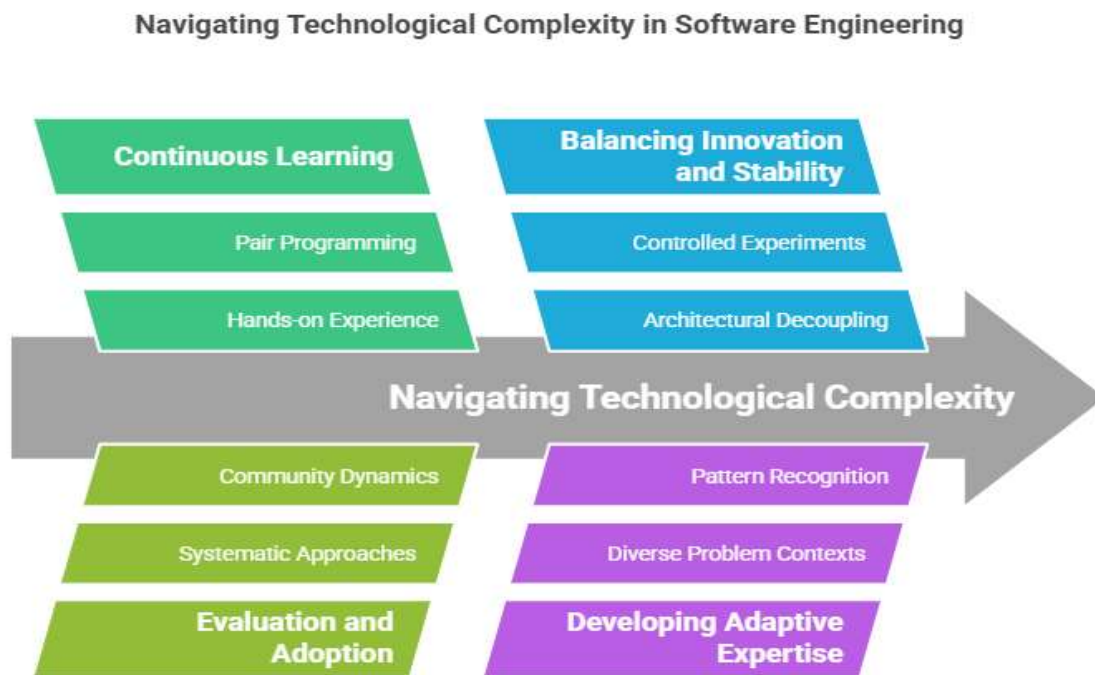 Navigating Technological Complexity in Software Engineering
Continuous Learning
Pair Programming
Hands-on Experience
Balancing Innovation
and Stability
Controlled Experiments
Architectural Decoupling
Navigating Technological Complexity
Community Dynamics
Systematic Approaches
Evaluation and
Adoption
Pattern Recognition
Diverse Problem Contexts
Developing Adaptive
Expertise